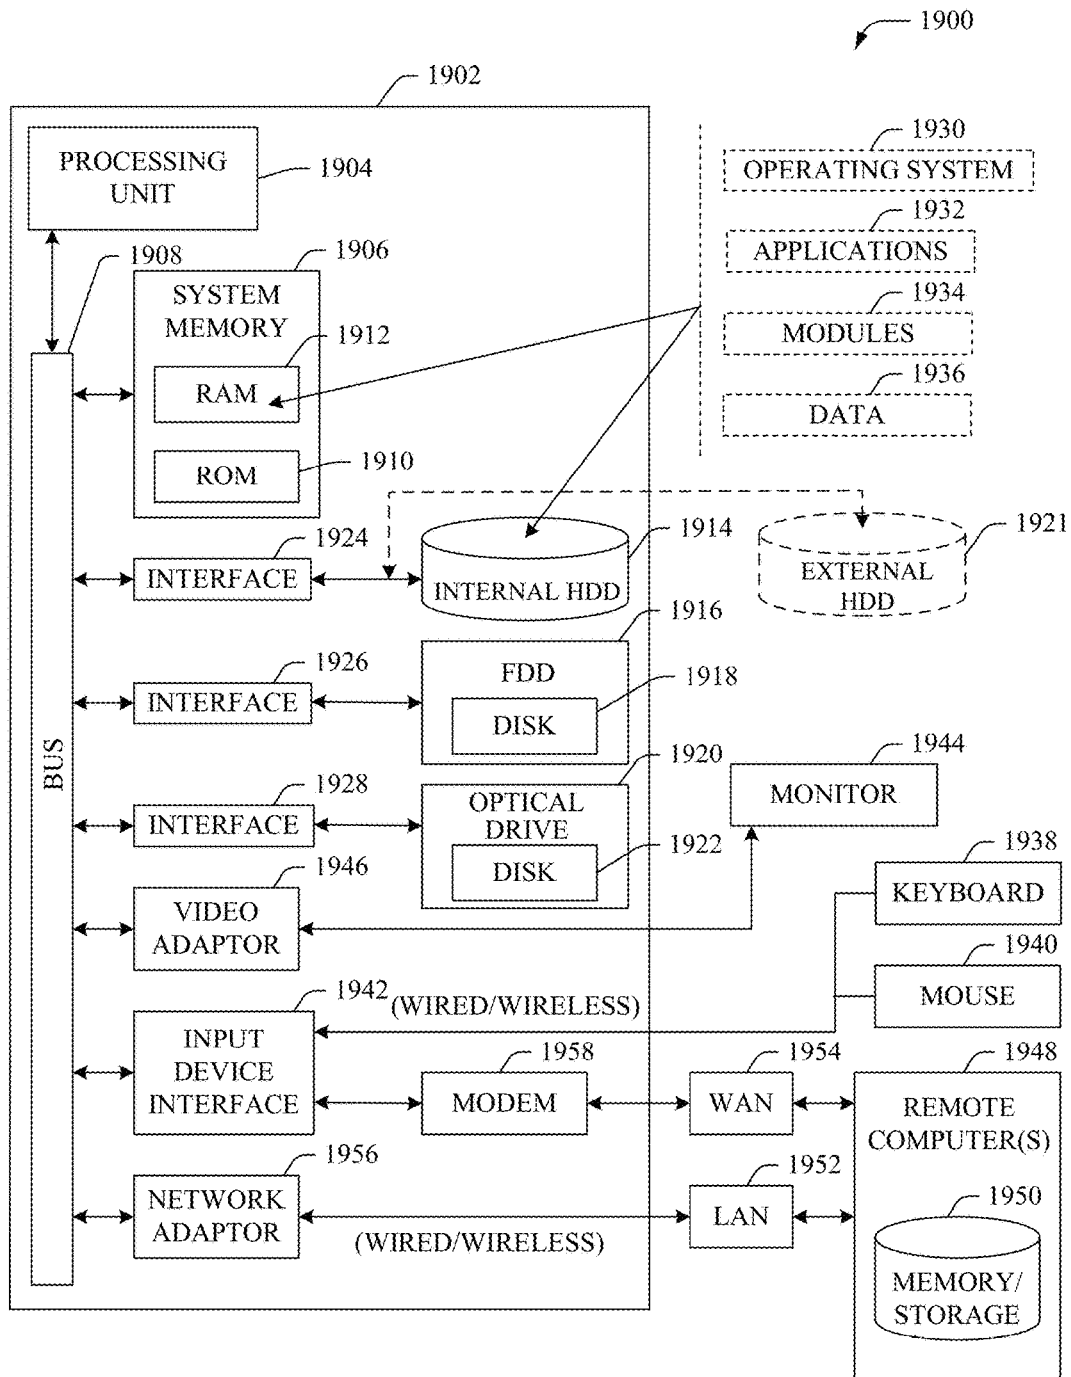 1900
1902
PROCESSING
UNIT
1904
1930
OPERATING SYSTEM
1932
APPLICATIONS
1934
MODULES
1936
DATA
1908
1906
SYSTEM
MEMORY
1912
RAM
1910
ROM
BUS
1924
INTERFACE
1914
INTERNAL HDD
1921
EXTERNAL
HDD
1926
INTERFACE
1916
FDD
1918
DISK
1928
INTERFACE
1920
OPTICAL
DRIVE
1922
DISK
1944
MONITOR
1946
VIDEO
ADAPTOR
1938
KEYBOARD
1940
MOUSE
1942
INPUT
DEVICE
INTERFACE
(WIRED/WIRELESS)
1958
MODEM
1954
WAN
1948
REMOTE
COMPUTER(S)
1956
NETWORK
ADAPTOR
(WIRED/WIRELESS)
1952
LAN
1950
MEMORY/
STORAGE